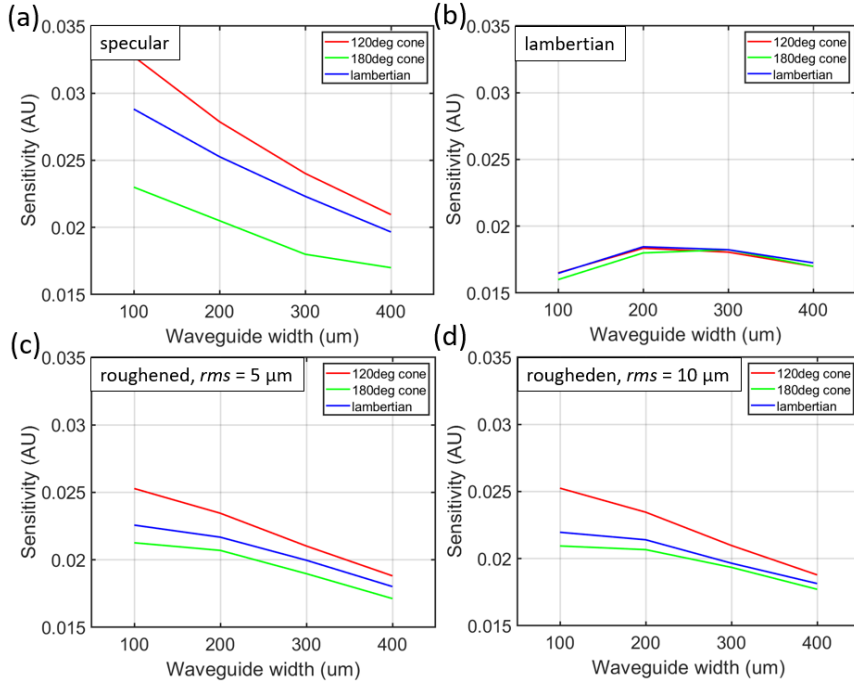 (a)
specular
120deg cone
180deg cone
lambertian
0.035
0.03
0.025
0.02
0.015
Sensitivity (AU)
100 200 300 400
Waveguide width (um)
(b)
lambertian
120deg cone
180deg cone
lambertian
0.035
0.03
0.025
0.02
0.015
Sensitivity (AU)
100 200 300 400
Waveguide width (um)
(c)
roughened, rms = 5 µm
120deg cone
180deg cone
lambertian
0.035
0.03
0.025
0.02
0.015
Sensitivity (AU)
100 200 300 400
Waveguide width (um)
(d)
rougheden, rms = 10 µm
120deg cone
180deg cone
lambertian
0.035
0.03
0.025
0.02
0.015
Sensitivity (AU)
100 200 300 400
Waveguide width (um)